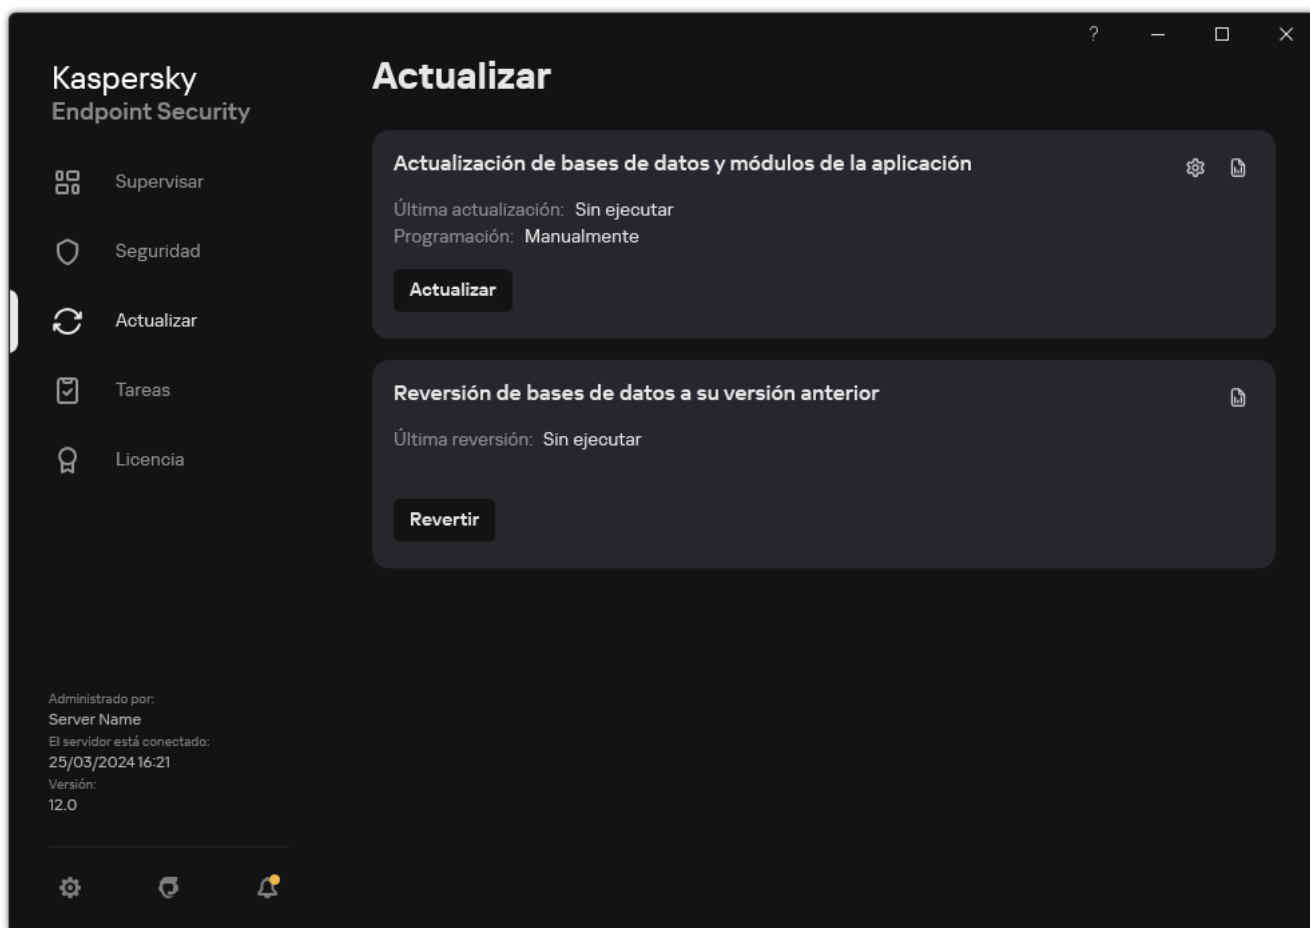 ?
Kaspersky
Endpoint Security
Supervisar
Seguridad
Actualizar
Tareas
Licencia
Administrado por:
Server Name
El servidor está conectado:
25/03/2024 16:21
Versión:
12.0
Actualizar
Actualización de bases de datos y módulos de la aplicación
Última actualización: Sin ejecutar
Programación: Manualmente
Actualizar
Reversión de bases de datos a su versión anterior
Última reversión: Sin ejecutar
Revertir